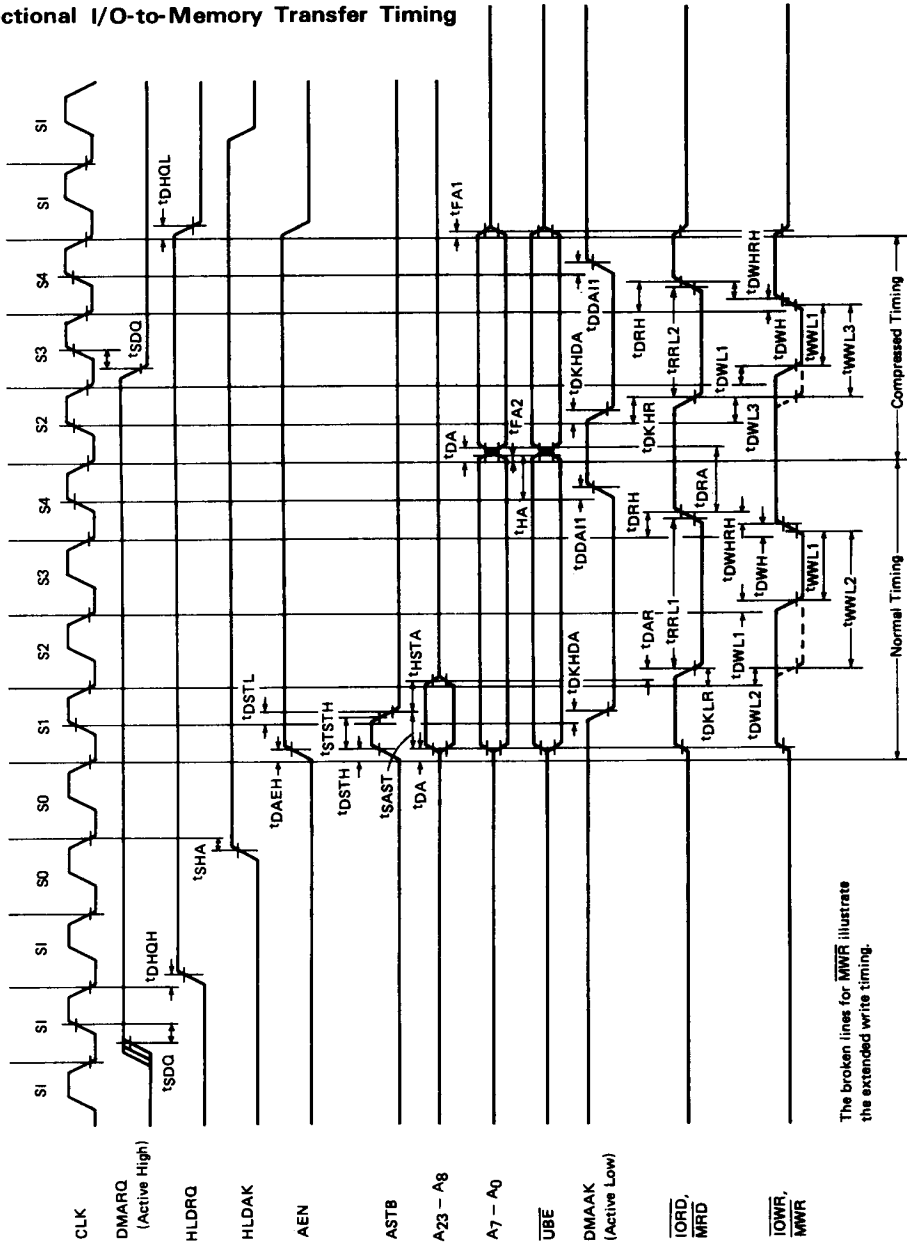 ctional I/O-to-Memory Transfer Timing
SI SI SI S0 S0 S1 S2 S3 S4 S2 S3 S4 SI SI
CLK
DMARQ
(Active High)
tSDQ
tSDQ
HLDRQ
tDHQH
tDHQL
HLDAK
tSHA
AEN
tDAEH
ASTB
tDSTH
tSTSTH
tDSTL
A23 – A8
tDA
tSAST
tHSTA
A7 – A0
tDA
tFA1
UBE
tHA
tFA2
DMAAK
(Active Low)
tDKHDA
tDDAI1
tDKHDA
tDDAI1
IORD,
MRD
tDKLR
tDAR
tRRL1
tDRH
tDRA
tDKHR
tRRL2
tDRH
IOWR,
MWR
tDWL2
tDWL1
tDWH
tDWHRH
tWWL1
tWWL2
tDWL3
tDWL1
tDWH
tDWHRH
tWWL1
tWWL3
Normal Timing
Compressed Timing
The broken lines for MWR illustrate
the extended write timing.